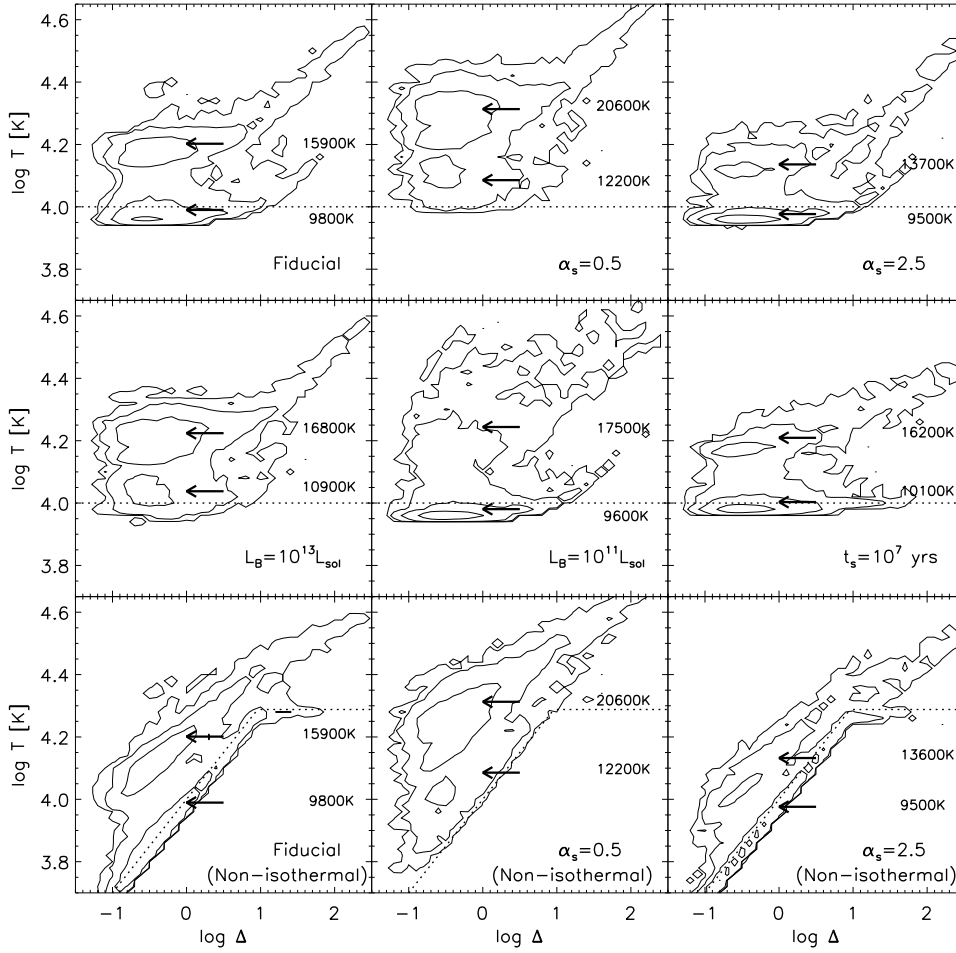 4.6
4.4
4.2
4.0
3.8
log T [K]
15900K
9800K
Fiducial
20600K
12200K
α_s=0.5
13700K
9500K
α_s=2.5
4.6
4.4
4.2
4.0
3.8
log T [K]
16800K
10900K
L_B=10^13L_sol
17500K
9600K
L_B=10^11L_sol
16200K
10100K
t_s=10^7 yrs
4.6
4.4
4.2
4.0
3.8
log T [K]
15900K
9800K
Fiducial
(Non-isothermal)
20600K
12200K
α_s=0.5
(Non-isothermal)
13600K
9500K
α_s=2.5
(Non-isothermal)
−1 0 1 2
−1 0 1 2
−1 0 1 2
log Δ
log Δ
log Δ